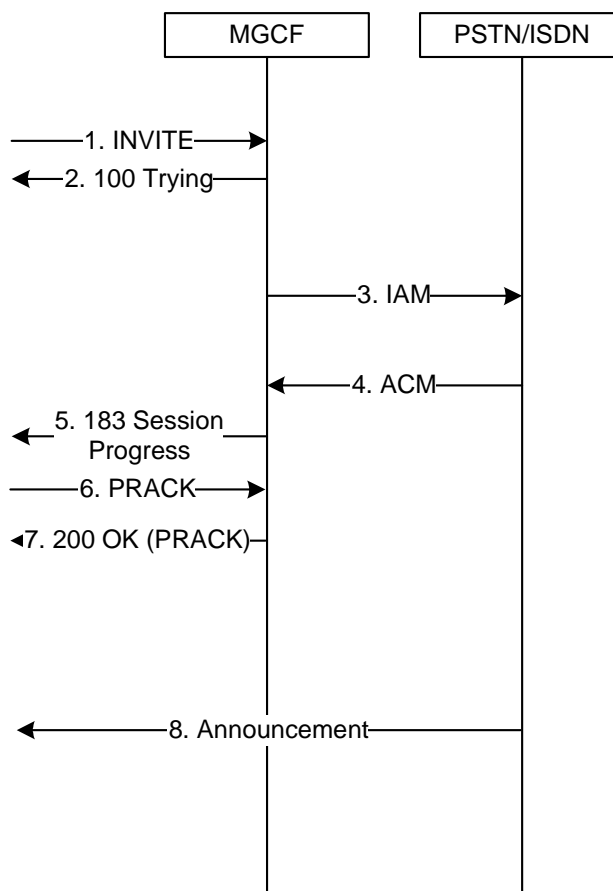 MGCF
PSTN/ISDN
1. INVITE
2. 100 Trying
3. IAM
4. ACM
5. 183 Session
Progress
6. PRACK
7. 200 OK (PRACK)
8. Announcement